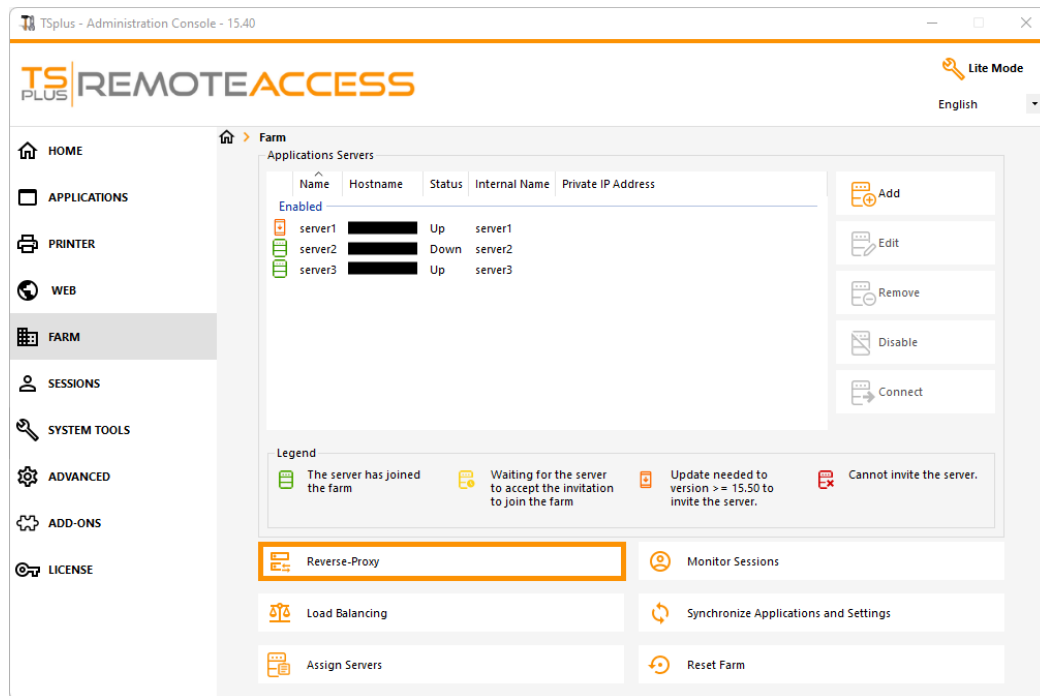 TSplus - Administration Console - 15.40
TS PLUS REMOTEACCESS
Lite Mode
English
HOME
APPLICATIONS
PRINTER
WEB
FARM
SESSIONS
SYSTEM TOOLS
ADVANCED
ADD-ONS
LICENSE
Farm
Applications Servers
Name Hostname Status Internal Name Private IP Address
Enabled
server1 Up server1
server2 Down server2
server3 Up server3
Add
Edit
Remove
Disable
Connect
Legend
The server has joined
the farm
Waiting for the server
to accept the invitation
to join the farm
Update needed to
version >= 15.50 to
invite the server.
Cannot invite the server.
Reverse-Proxy
Monitor Sessions
Load Balancing
Synchronize Applications and Settings
Assign Servers
Reset Farm